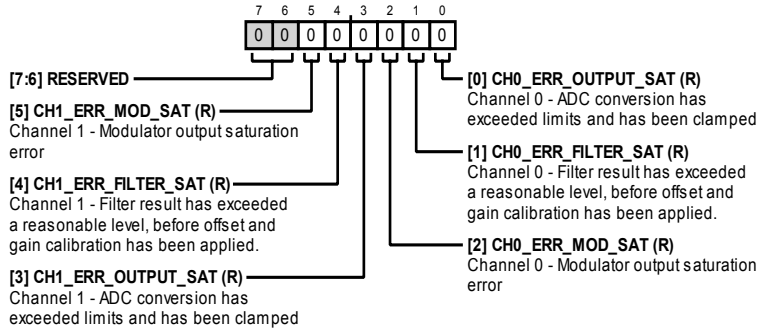 7 6 5 4 3 2 1 0
0 0 0 0 0 0 0 0
[7:6] RESERVED
[5] CH1_ERR_MOD_SAT (R)
Channel 1 - Modulator output saturation
error
[4] CH1_ERR_FILTER_SAT (R)
Channel 1 - Filter result has exceeded
a reasonable level, before offset and
gain calibration has been applied.
[3] CH1_ERR_OUTPUT_SAT (R)
Channel 1 - ADC conversion has
exceeded limits and has been clamped
[0] CH0_ERR_OUTPUT_SAT (R)
Channel 0 - ADC conversion has
exceeded limits and has been clamped
[1] CH0_ERR_FILTER_SAT (R)
Channel 0 - Filter result has exceeded
a reasonable level, before offset and
gain calibration has been applied.
[2] CH0_ERR_MOD_SAT (R)
Channel 0 - Modulator output saturation
error